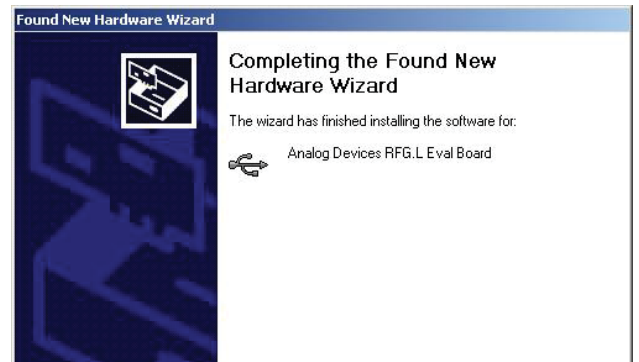 Found New Hardware Wizard
Completing the Found New
Hardware Wizard
The wizard has finished installing the software for:
Analog Devices RFG.L Eval Board